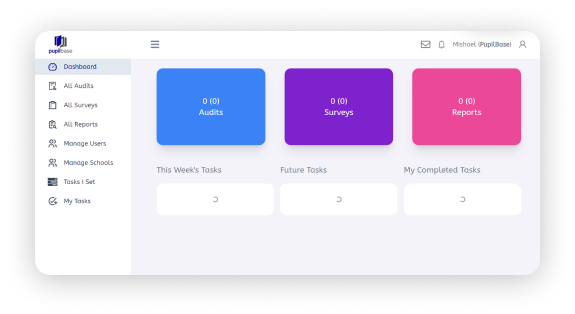 pupilbase
Mishael (PupilBase)
Dashboard
All Audits
All Surveys
All Reports
Manage Users
Manage Schools
Tasks I Set
My Tasks
0 (0)
Audits
0 (0)
Surveys
0 (0)
Reports
This Week's Tasks
Future Tasks
My Completed Tasks